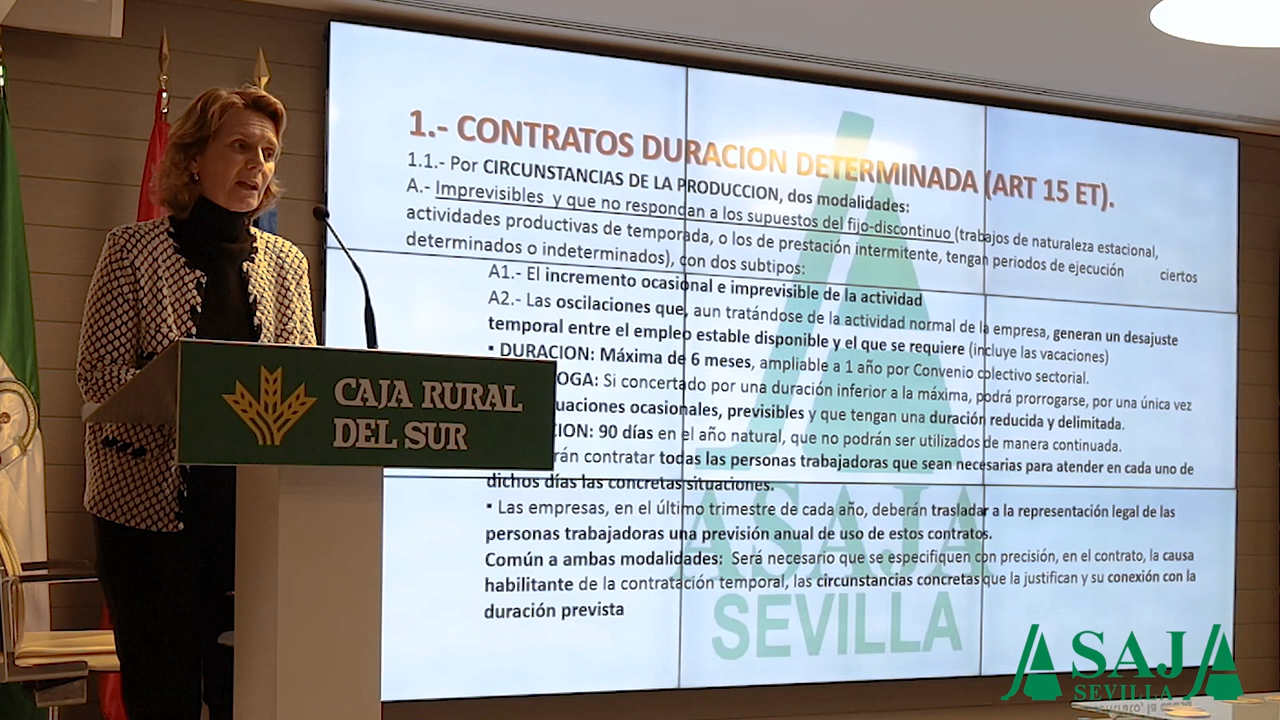 1.- CONTRATOS DURACION DETERMINADA (ART 15 ET).
1.1.- Por CIRCUNSTANCIAS DE LA PRODUCCION, dos modalidades:
A.- Imprevisibles y que no respondan a los supuestos del fijo-discontinuo (trabajos de naturaleza estacional,
actividades productivas de temporada, o los de prestación intermitente, tengan periodos de ejecución ciertos
determinados o indeterminados), con dos subtipos:
A1.- El incremento ocasional e imprevisible de la actividad
A2.- Las oscilaciones que, aun tratándose de la actividad normal de la empresa, generan un desajuste
temporal entre el empleo estable disponible y el que se requiere (incluye las vacaciones)
▪ DURACION: Máxima de 6 meses, ampliable a 1 año por Convenio colectivo sectorial.
OGA: Si concertado por una duración inferior a la máxima, podrá prorrogarse, por una única vez
uaciones ocasionales, previsibles y que tengan una duración reducida y delimitada.
ION: 90 días en el año natural, que no podrán ser utilizados de manera continuada.
rán contratar todas las personas trabajadoras que sean necesarias para atender en cada uno de
dichos días las concretas situaciones.
▪ Las empresas, en el último trimestre de cada año, deberán trasladar a la representación legal de las
personas trabajadoras una previsión anual de uso de estos contratos.
Común a ambas modalidades: Será necesario que se especifiquen con precisión, en el contrato, la causa
habilitante de la contratación temporal, las circunstancias concretas que la justifican y su conexión con la
duración prevista
ASAJA
SEVILLA
CAJA RURAL
DEL SUR
ASAJA
SEVILLA